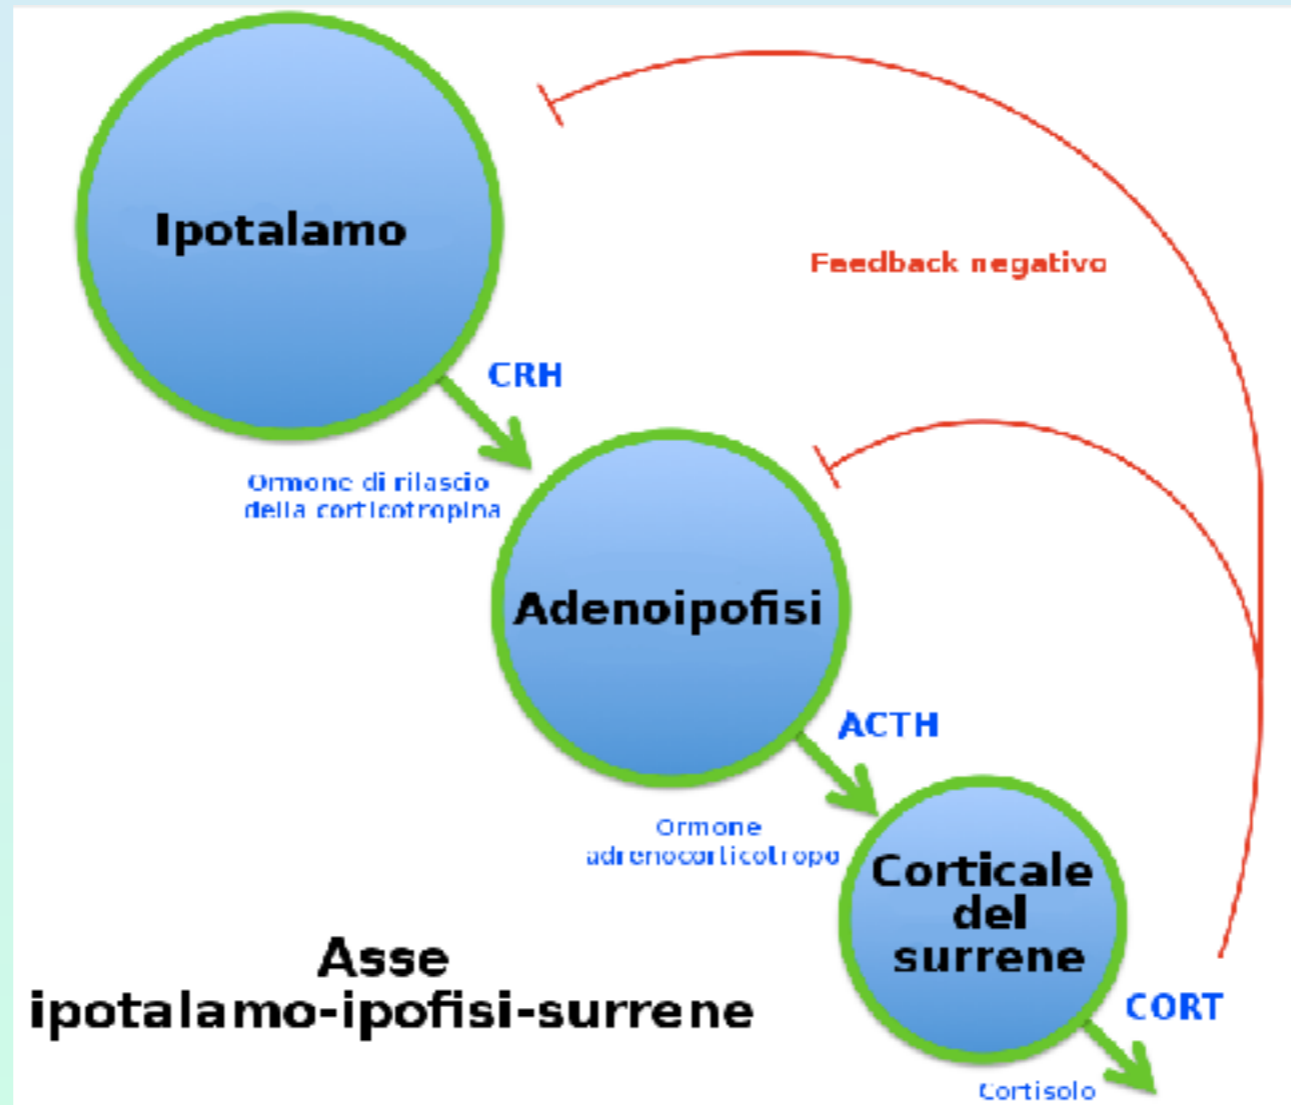 Ipotalamo
Feedback negativo
CRH
Ormone di rilascio
della corticotropina
Adenoipofisi
ACTH
Ormone
adrenocorticotropo
Corticale
del
surrene
Asse
ipotalamo-ipofisi-surrene
CORT
Cortisolo